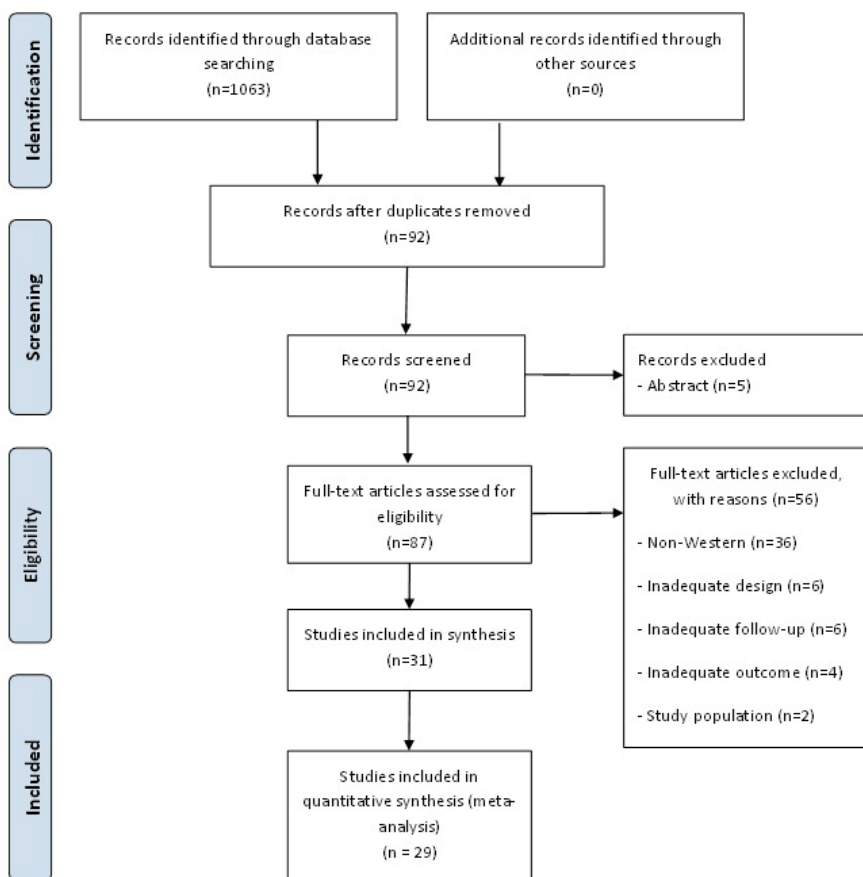 Identification
Records identified through database
searching
(n=1063)
Additional records identified through
other sources
(n=0)
Records after duplicates removed
(n=92)
Screening
Records screened
(n=92)
Records excluded
- Abstract (n=5)
Eligibility
Full-text articles assessed for
eligibility
(n=87)
Full-text articles excluded,
with reasons (n=56)
- Non-Western (n=36)
- Inadequate design (n=6)
- Inadequate follow-up (n=6)
- Inadequate outcome (n=4)
- Study population (n=2)
Studies included in synthesis
(n=31)
Included
Studies included in
quantitative synthesis (meta-
analysis)
(n = 29)